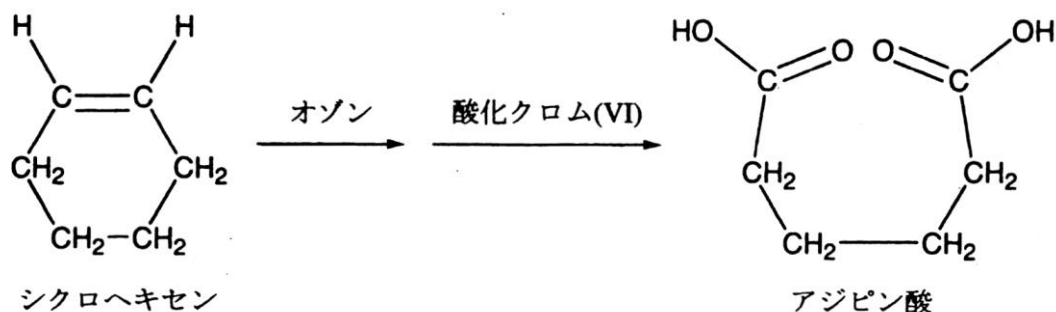 H H HO O O OH
C C C C
オゾン 酸化クロム(VI)
CH2 CH2 CH2 CH2
CH2 CH2 CH2 CH2
シクロヘキセン アジピン酸